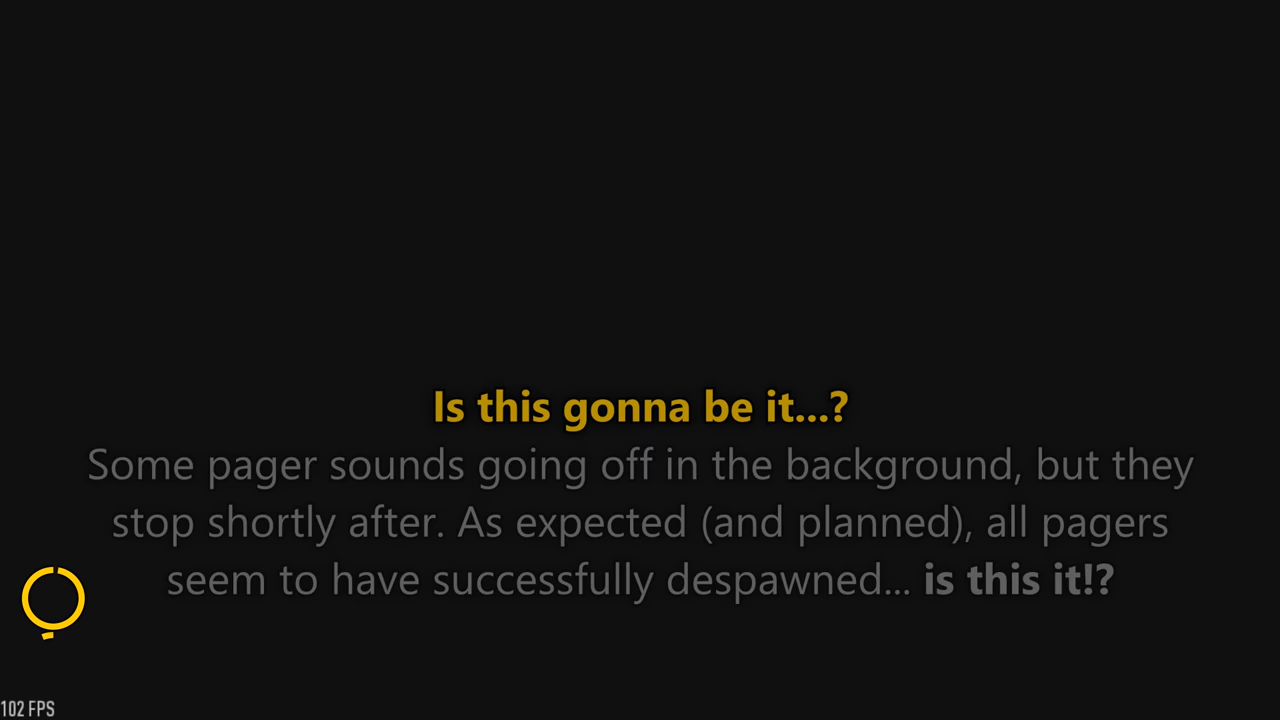 Is this gonna be it...?
Some pager sounds going off in the background, but they
stop shortly after. As expected (and planned), all pagers
seem to have successfully despawned... is this it!?
102 FPS